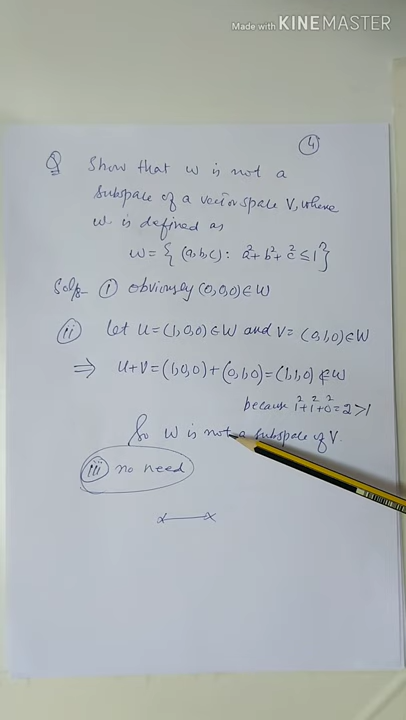 Made with KINEMASTER
④
Q Show that W is not a
subspace of a vector space V, where
W is defined as
W = { (a,b,c) : a²+b²+c² ≤ 1 }
Soln- ① obviously (0,0,0) ∈ W
ⓘⓘ let U = (1,0,0) ∈ W and V = (0,1,0) ∈ W
⇒ U+V = (1,0,0) + (0,1,0) = (1,1,0) ∉ W
because 1²+1²+0² = 2 > 1
So W is not a subspace of V.
(iii) no need